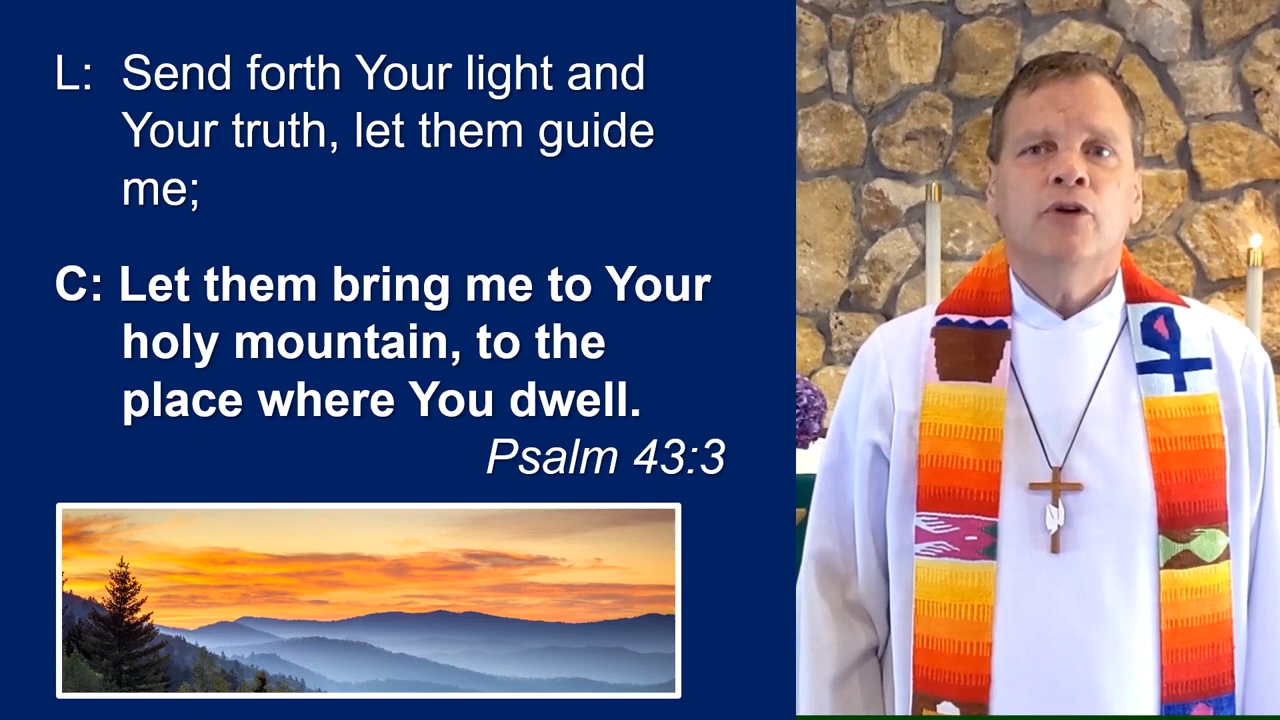 L: Send forth Your light and
Your truth, let them guide
me;
C: Let them bring me to Your
holy mountain, to the
place where You dwell.
Psalm 43:3